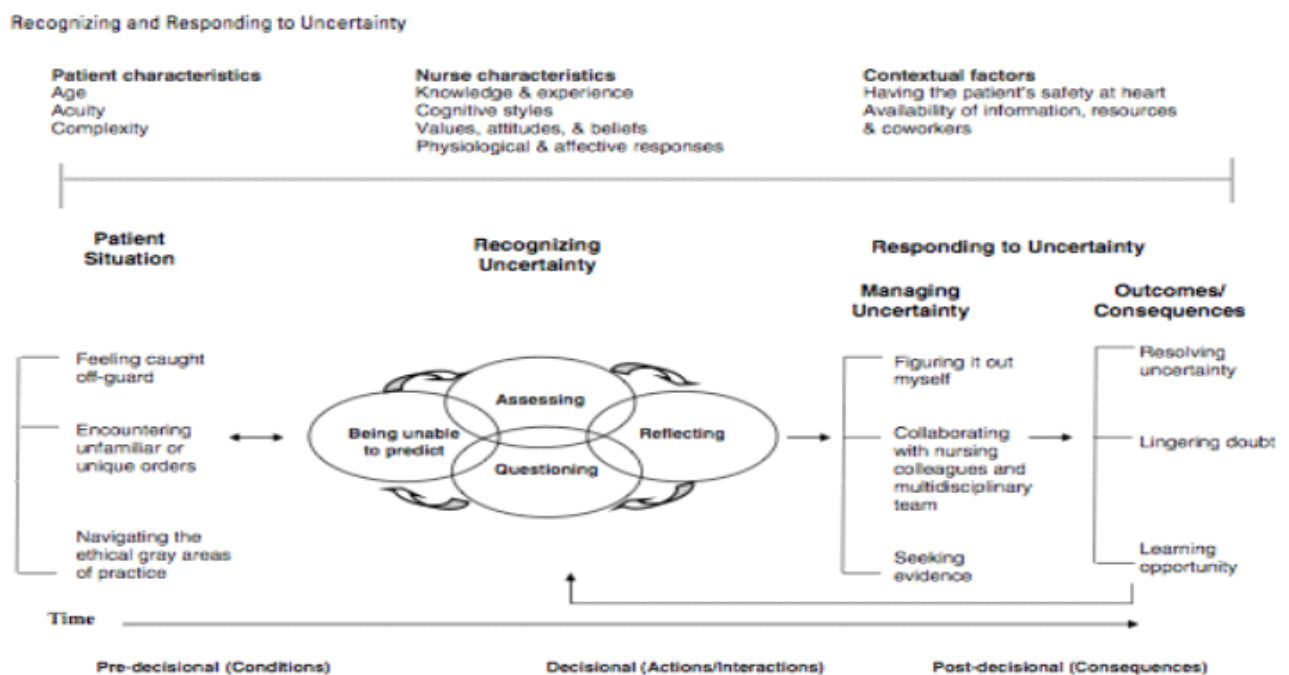 Recognizing and Responding to Uncertainty
Patient characteristics
Age
Acuity
Complexity
Nurse characteristics
Knowledge & experience
Cognitive styles
Values, attitudes, & beliefs
Physiological & affective responses
Contextual factors
Having the patient's safety at heart
Availability of information, resources
& coworkers
Patient
Situation
Recognizing
Uncertainty
Responding to Uncertainty
Managing
Uncertainty
Outcomes/
Consequences
Feeling caught
off-guard
Encountering
unfamiliar or
unique orders
Navigating the
ethical gray areas
of practice
Assessing
Being unable
to predict
Reflecting
Questioning
Figuring it out
myself
Collaborating
with nursing
colleagues and
multidisciplinary
team
Seeking
evidence
Resolving
uncertainty
Lingering doubt
Learning
opportunity
Time
Pre-decisional (Conditions)
Decisional (Actions/Interactions)
Post-decisional (Consequences)